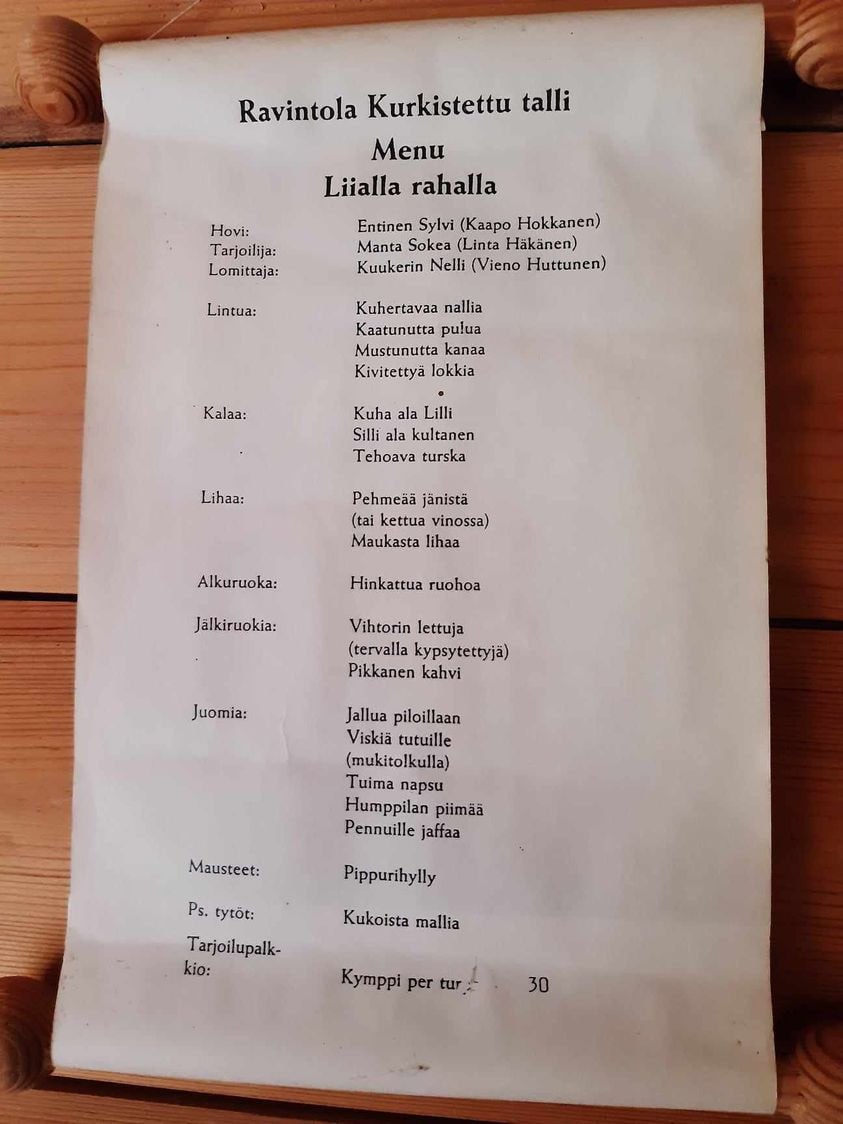 Ravintola Kurkistettu talli
Menu
Liialla rahalla
Hovi: Entinen Sylvi (Kaapo Hokkanen)
Tarjoilija: Manta Sokea (Linta Häkänen)
Lomittaja: Kuukerin Nelli (Vieno Huttunen)
Lintua: Kuhertavaa nallia
Kaatunutta pulua
Mustunutta kanaa
Kivitettyä lokkia
Kalaa: Kuha ala Lilli
Silli ala kultanen
Tehoava turska
Lihaa: Pehmeää jänistä
(tai kettua vinossa)
Maukasta lihaa
Alkuruoka: Hinkattua ruohoa
Jälkiruokia: Vihtorin lettuja
(tervalla kypsytettyjä)
Pikkanen kahvi
Juomia: Jallua piloillaan
Viskiä tutuille
(mukitolkulla)
Tuima napsu
Humppilan piimää
Pennuille jaffaa
Mausteet: Pippurihylly
Ps. tytöt: Kukoista mallia
Tarjoilupalk-
kio: Kymppi per tur 30